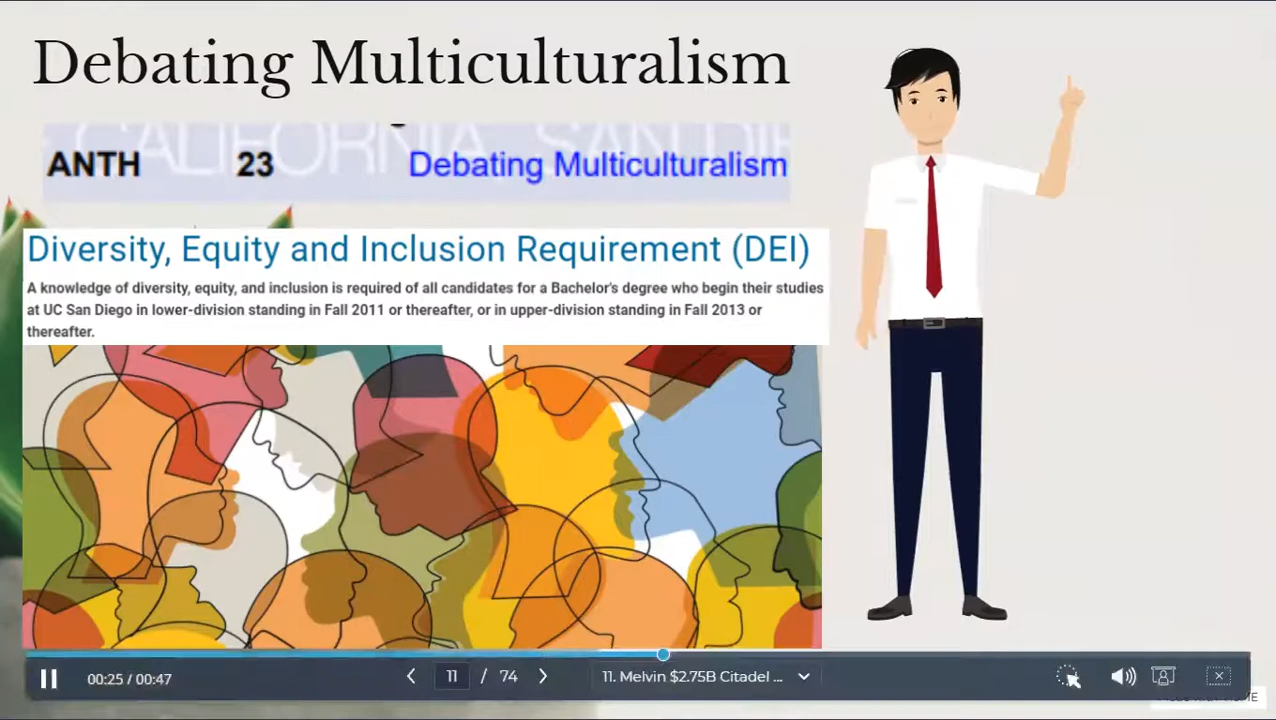 Debating Multiculturalism
CALIFORNIA, SAN DIE
ANTH 23 Debating Multiculturalism
Diversity, Equity and Inclusion Requirement (DEI)
A knowledge of diversity, equity, and inclusion is required of all candidates for a Bachelor's degree who begin their studies
at UC San Diego in lower-division standing in Fall 2011 or thereafter, or in upper-division standing in Fall 2013 or
thereafter.
00:25 / 00:47
11 / 74
11. Melvin $2.75B Citadel ...